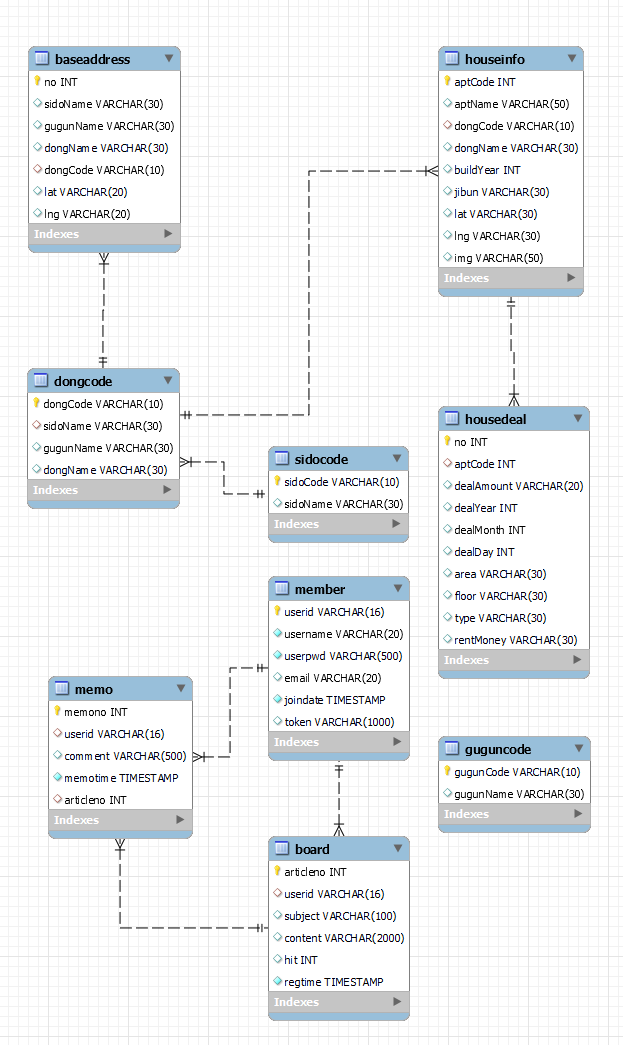 baseaddress
no INT
sidoName VARCHAR(30)
gugunName VARCHAR(30)
dongName VARCHAR(30)
dongCode VARCHAR(10)
lat VARCHAR(20)
lng VARCHAR(20)
Indexes
houseinfo
aptCode INT
aptName VARCHAR(50)
dongCode VARCHAR(10)
dongName VARCHAR(30)
buildYear INT
jibun VARCHAR(30)
lat VARCHAR(30)
lng VARCHAR(30)
img VARCHAR(50)
Indexes
dongcode
dongCode VARCHAR(10)
sidoName VARCHAR(30)
gugunName VARCHAR(30)
dongName VARCHAR(30)
Indexes
sidocode
sidoCode VARCHAR(10)
sidoName VARCHAR(30)
Indexes
housedeal
no INT
aptCode INT
dealAmount VARCHAR(20)
dealYear INT
dealMonth INT
dealDay INT
area VARCHAR(30)
floor VARCHAR(30)
type VARCHAR(30)
rentMoney VARCHAR(30)
Indexes
member
userid VARCHAR(16)
username VARCHAR(20)
userpwd VARCHAR(500)
email VARCHAR(20)
joindate TIMESTAMP
token VARCHAR(1000)
Indexes
memo
memono INT
userid VARCHAR(16)
comment VARCHAR(500)
memotime TIMESTAMP
articleno INT
Indexes
guguncode
gugunCode VARCHAR(10)
gugunName VARCHAR(30)
Indexes
board
articleno INT
userid VARCHAR(16)
subject VARCHAR(100)
content VARCHAR(2000)
hit INT
regtime TIMESTAMP
Indexes